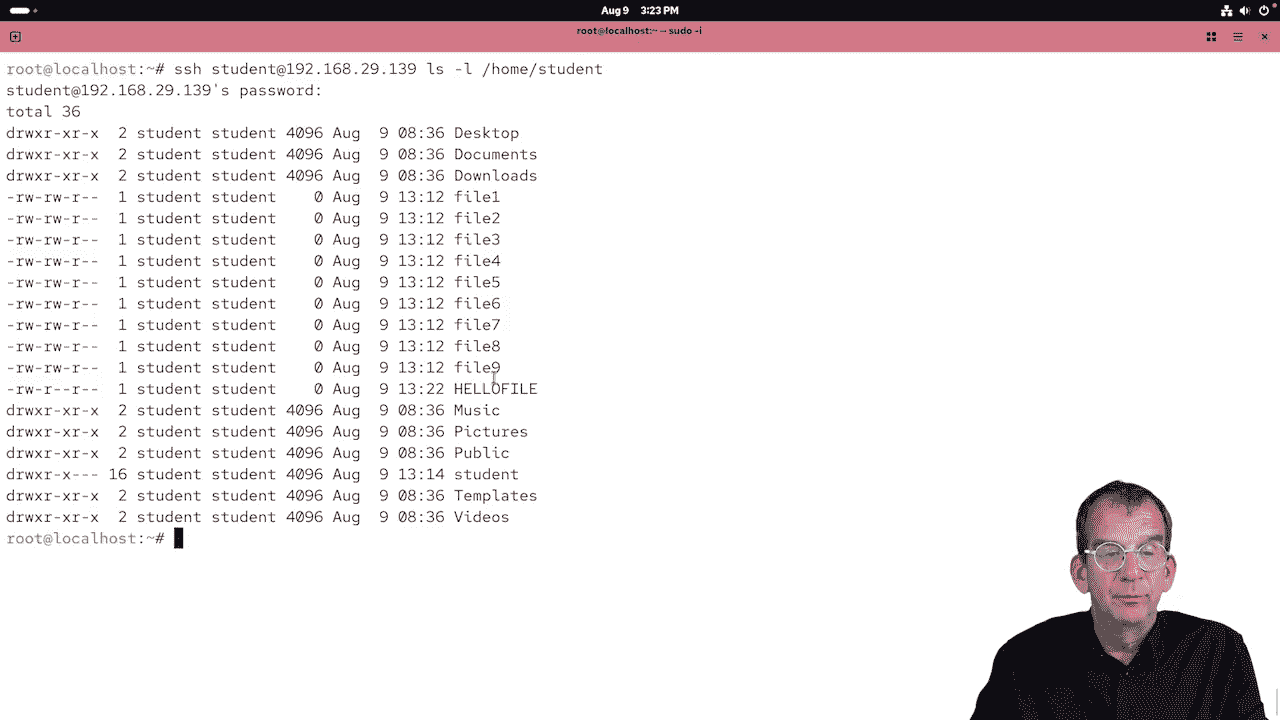 Aug 9 3:23 PM
root@localhost:~ — sudo -i
root@localhost:~# ssh student@192.168.29.139 ls -l /home/student
student@192.168.29.139's password:
total 36
drwxr-xr-x  2 student student 4096 Aug  9 08:36 Desktop
drwxr-xr-x  2 student student 4096 Aug  9 08:36 Documents
drwxr-xr-x  2 student student 4096 Aug  9 08:36 Downloads
-rw-rw-r--  1 student student    0 Aug  9 13:12 file1
-rw-rw-r--  1 student student    0 Aug  9 13:12 file2
-rw-rw-r--  1 student student    0 Aug  9 13:12 file3
-rw-rw-r--  1 student student    0 Aug  9 13:12 file4
-rw-rw-r--  1 student student    0 Aug  9 13:12 file5
-rw-rw-r--  1 student student    0 Aug  9 13:12 file6
-rw-rw-r--  1 student student    0 Aug  9 13:12 file7
-rw-rw-r--  1 student student    0 Aug  9 13:12 file8
-rw-rw-r--  1 student student    0 Aug  9 13:12 file9
-rw-r--r--  1 student student    0 Aug  9 13:22 HELLOFILE
drwxr-xr-x  2 student student 4096 Aug  9 08:36 Music
drwxr-xr-x  2 student student 4096 Aug  9 08:36 Pictures
drwxr-xr-x  2 student student 4096 Aug  9 08:36 Public
drwxr-x--- 16 student student 4096 Aug  9 13:14 student
drwxr-xr-x  2 student student 4096 Aug  9 08:36 Templates
drwxr-xr-x  2 student student 4096 Aug  9 08:36 Videos
root@localhost:~#